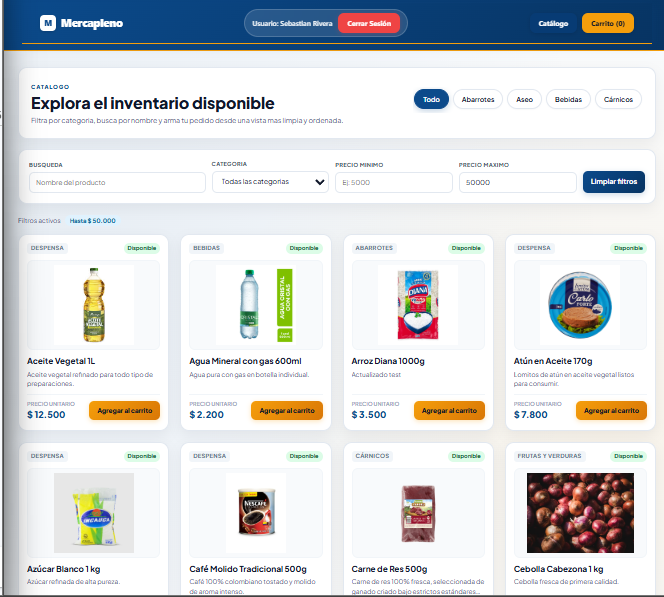 M Mercapleno
Usuario: Sebastian Rivera
Cerrar Sesión
Catálogo
Carrito (0)
CATALOGO
Explora el inventario disponible
Filtra por categoria, busca por nombre y arma tu pedido desde una vista mas limpia y ordenada.
Todo
Abarrotes
Aseo
Bebidas
Cárnicos
BUSQUEDA
Nombre del producto
CATEGORIA
Todas las categorias
PRECIO MINIMO
Ej: 5000
PRECIO MAXIMO
50000
Limpiar filtros
Filtros activos
Hasta $ 50.000
DESPENSA
Disponible
ACEITE
VEGETAL
Aceite Vegetal 1L
Aceite vegetal refinado para todo tipo de
preparaciones.
PRECIO UNITARIO
$ 12.500
Agregar al carrito
BEBIDAS
Disponible
AGUA CRISTAL
CON GAS
Agua Mineral con gas 600ml
Agua pura con gas en botella individual.
PRECIO UNITARIO
$ 2.200
Agregar al carrito
ABARROTES
Disponible
DIANA
Arroz Diana 1000g
Actualizado test
PRECIO UNITARIO
$ 3.500
Agregar al carrito
DESPENSA
Disponible
Atún en Aceite 170g
Lomitos de atún en aceite vegetal listos
para consumir.
PRECIO UNITARIO
$ 7.800
Agregar al carrito
DESPENSA
Disponible
INCAUCA
Azúcar Blanco 1 kg
Azúcar refinada de alta pureza.
DESPENSA
Disponible
NESCAFÉ
Café Molido Tradicional 500g
Café 100% colombiano tostado y molido
de aroma intenso.
CÁRNICOS
Disponible
Carne de Res 500g
Carne de res 100% fresca, seleccionada de
ganado criado bajo estrictos estándares...
FRUTAS Y VERDURAS
Disponible
Cebolla Cabezona 1 kg
Cebolla fresca de primera calidad.